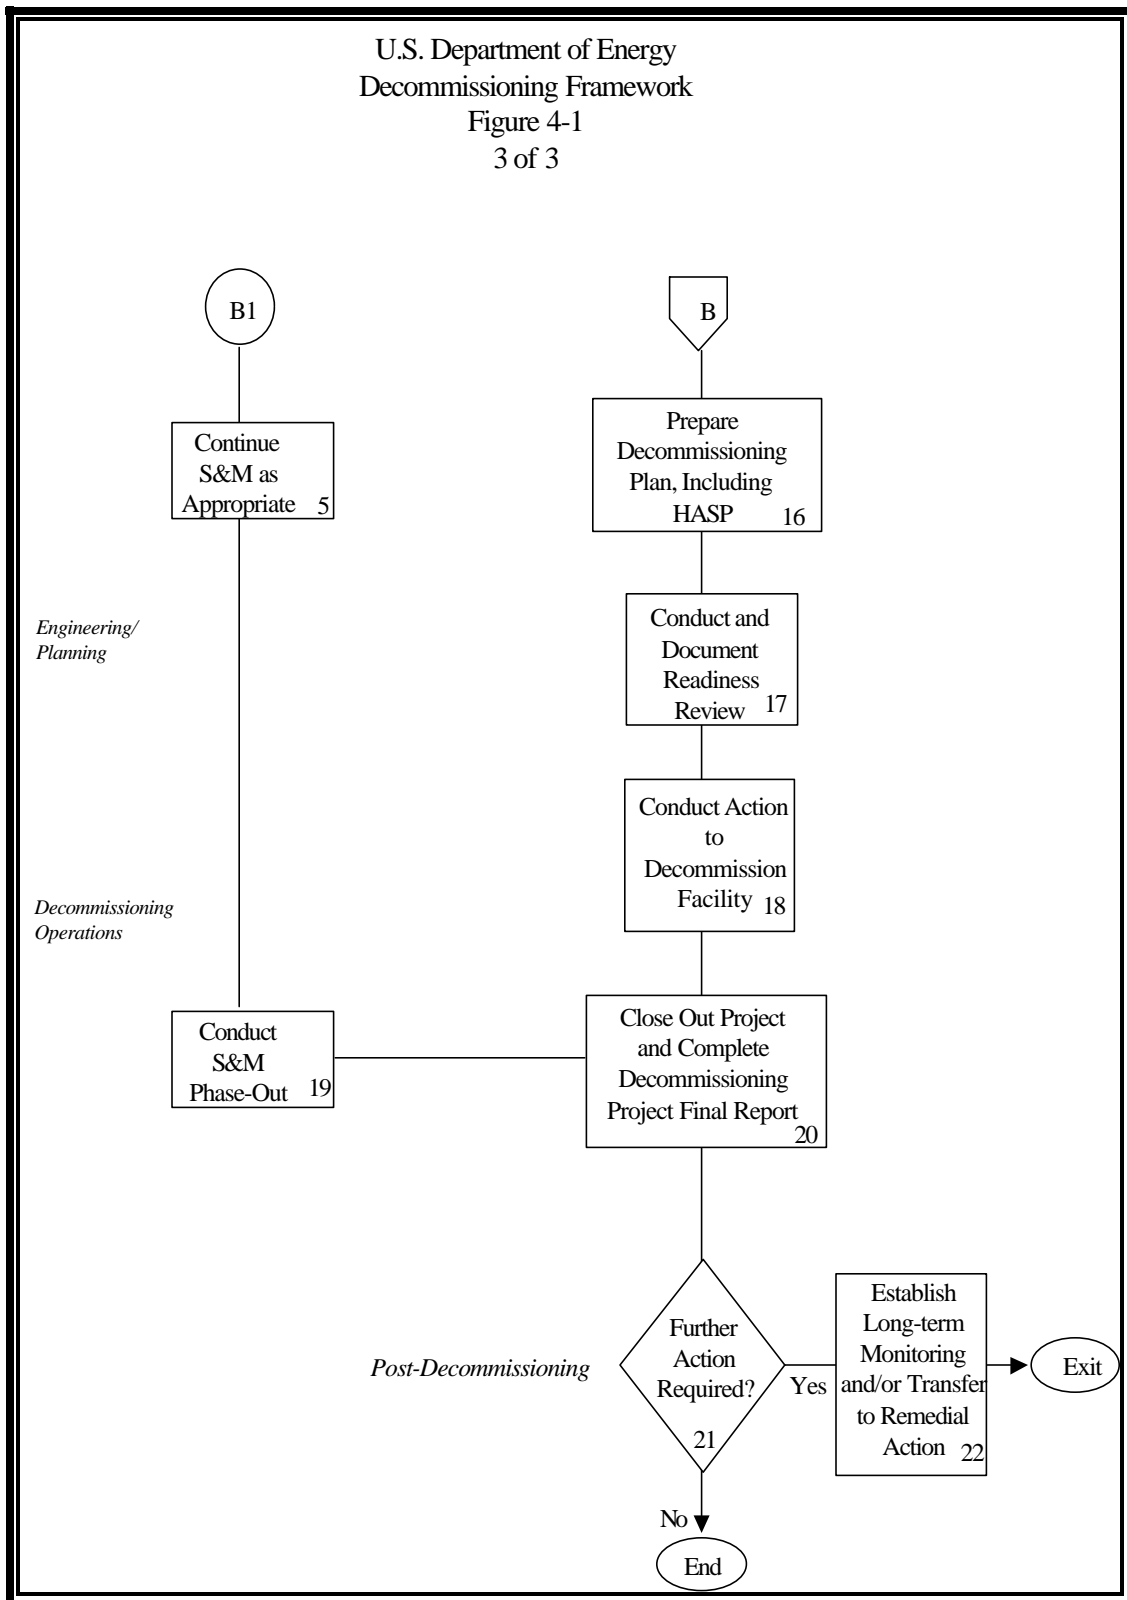 U.S. Department of Energy
Decommissioning Framework
Figure 4-1
3 of 3
B1
B
Continue
S&M as
Appropriate 5
Prepare
Decommissioning
Plan, Including
HASP 16
Engineering/
Planning
Conduct and
Document
Readiness
Review 17
Conduct Action
to
Decommission
Facility 18
Decommissioning
Operations
Conduct
S&M
Phase-Out 19
Close Out Project
and Complete
Decommissioning
Project Final Report
20
Post-Decommissioning
Further
Action
Required?
21
Yes
Establish
Long-term
Monitoring
and/or Transfer
to Remedial
Action 22
Exit
No
End